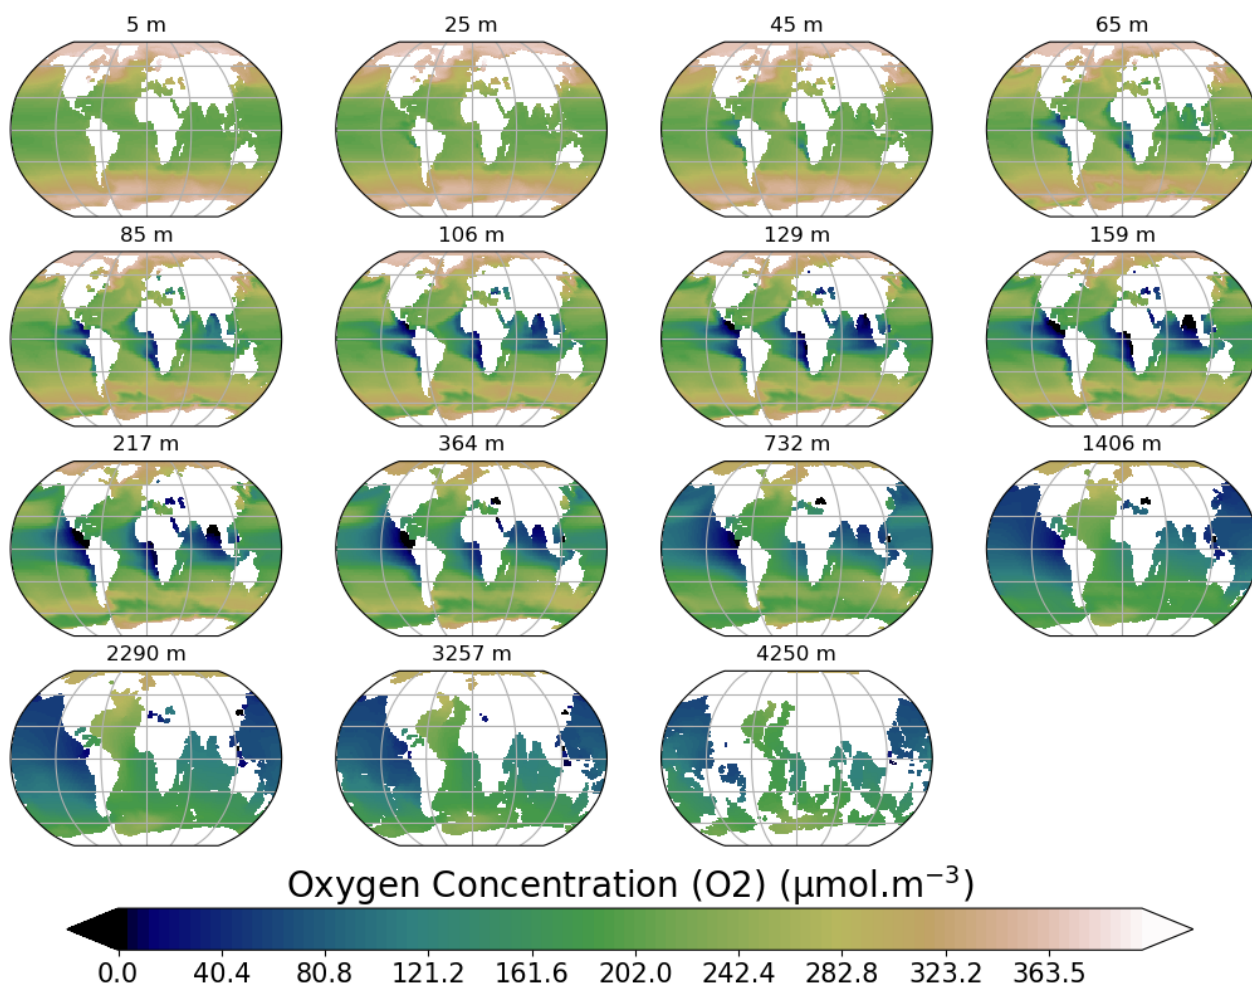 5 m 25 m 45 m 65 m
85 m 106 m 129 m 159 m
217 m 364 m 732 m 1406 m
2290 m 3257 m 4250 m
Oxygen Concentration (O2) (μmol.m⁻³)
0.0 40.4 80.8 121.2 161.6 202.0 242.4 282.8 323.2 363.5